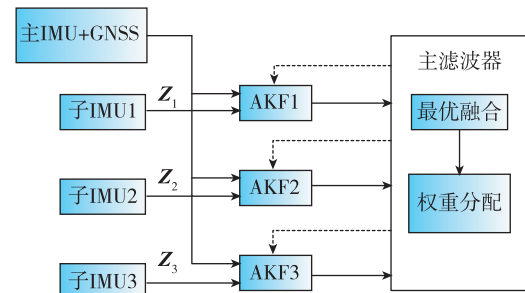 主IMU+GNSS
主滤波器
子IMU1
Z1
AKF1
最优融合
子IMU2
Z2
AKF2
权重分配
子IMU3
Z3
AKF3